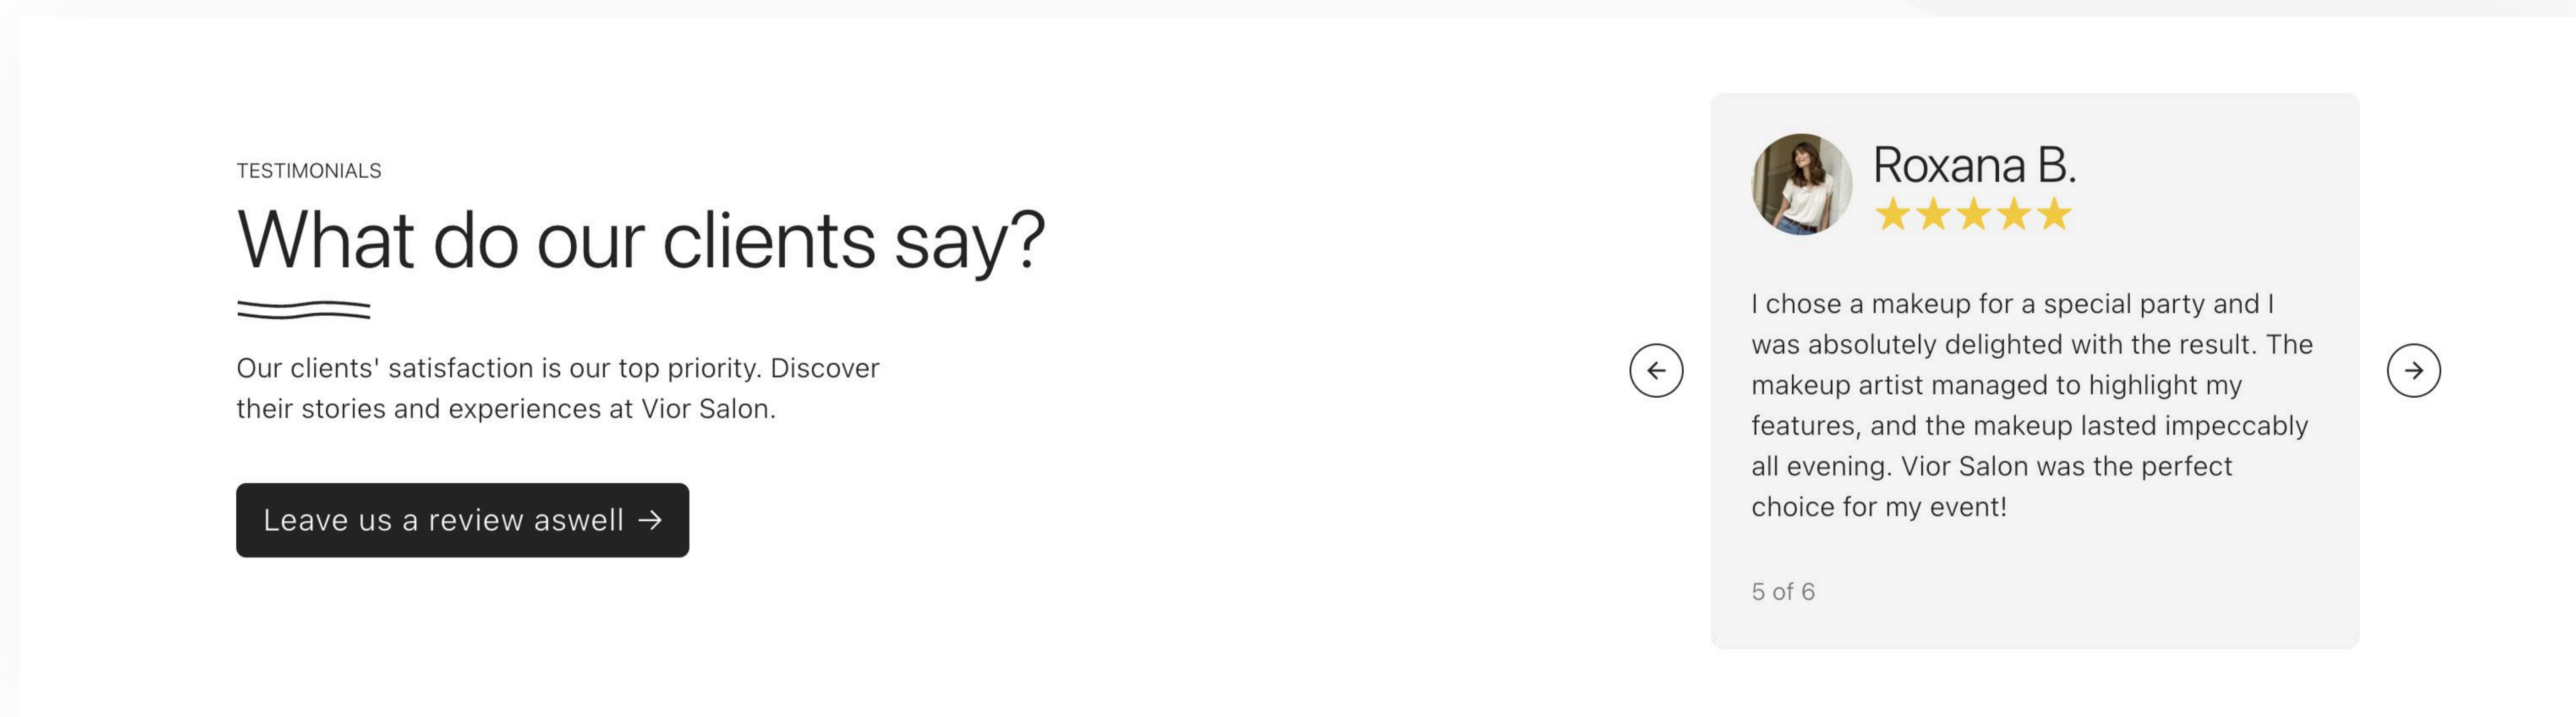 TESTIMONIALS
What do our clients say?
Our clients' satisfaction is our top priority. Discover
their stories and experiences at Vior Salon.
Leave us a review aswell →
Roxana B.
I chose a makeup for a special party and I
was absolutely delighted with the result. The
makeup artist managed to highlight my
features, and the makeup lasted impeccably
all evening. Vior Salon was the perfect
choice for my event!
5 of 6